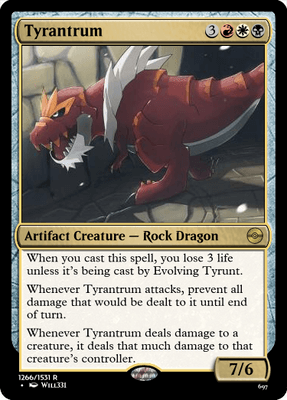 Tyrantrum 3
Artifact Creature — Rock Dragon
When you cast this spell, you lose 3 life
unless it's being cast by Evolving Tyrunt.
Whenever Tyrantrum attacks, prevent all
damage that would be dealt to it until end
of turn.
Whenever Tyrantrum deals damage to a
creature, it deals that much damage to that
creature's controller.
7/6
1266/1531 R
• Will331
697